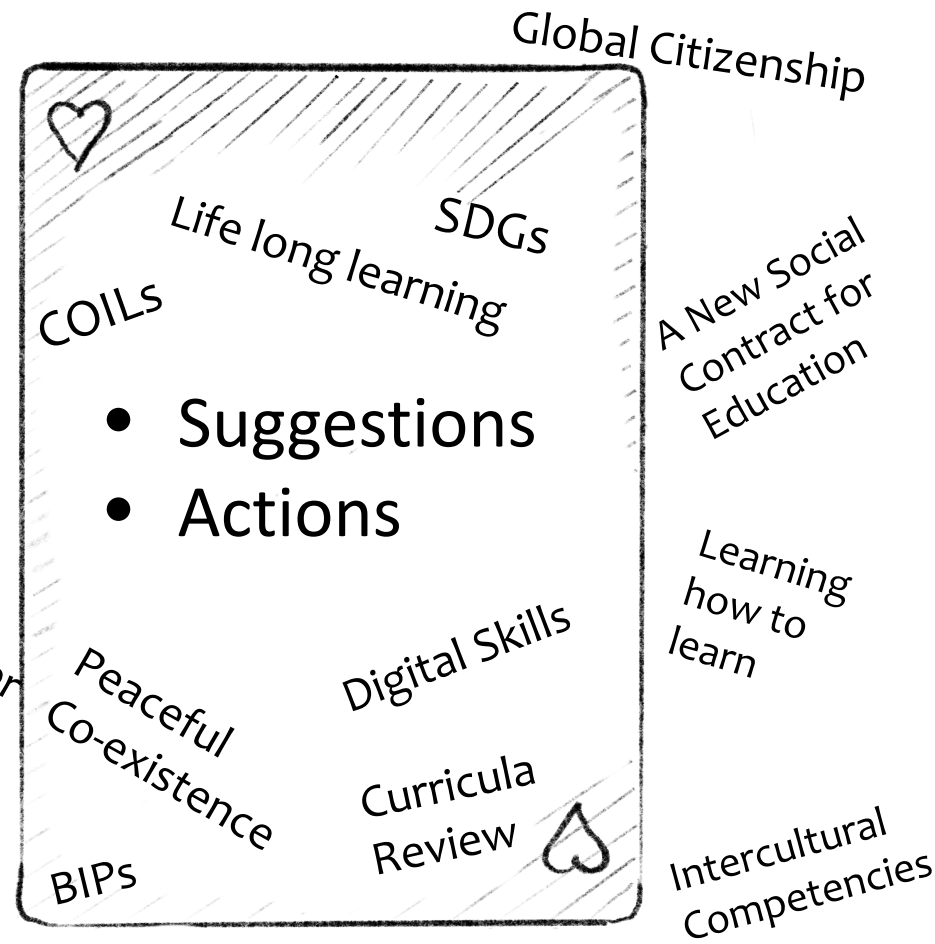 Global Citizenship
SDGs
Life long learning
COILs
A New Social
Contract for
Education
• Suggestions
• Actions
Learning
how to
learn
Digital Skills
Peaceful
Co-existence
Curricula
Review
BIPs
Intercultural
Competencies